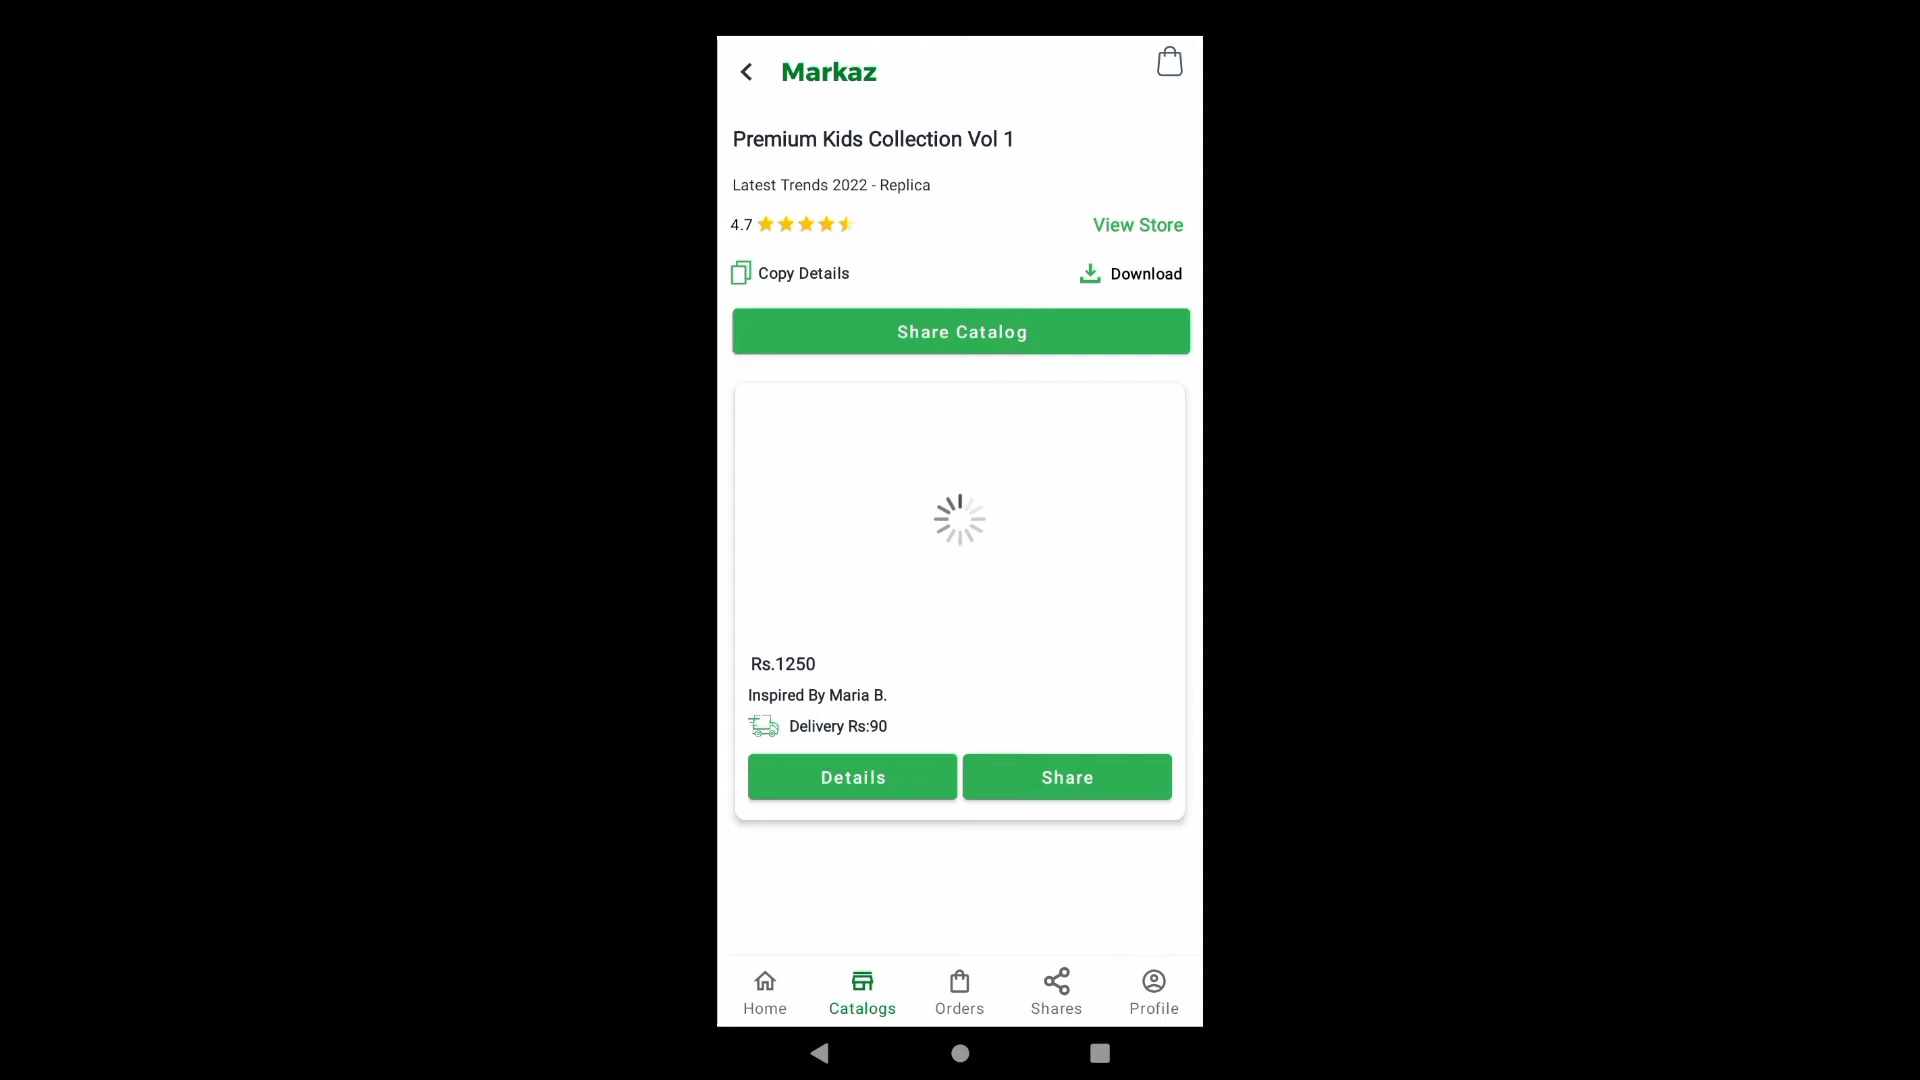 Markaz
Premium Kids Collection Vol 1
Latest Trends 2022 - Replica
4.7
View Store
Copy Details
Download
Share Catalog
Rs.1250
Inspired By Maria B.
Delivery Rs:90
Details
Share
Home
Catalogs
Orders
Shares
Profile